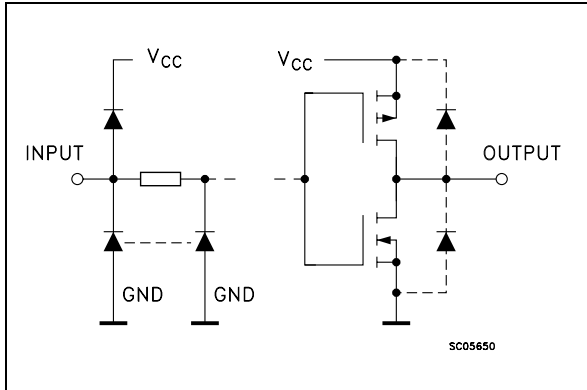 VCC
VCC
INPUT
OUTPUT
GND
GND
SC05650